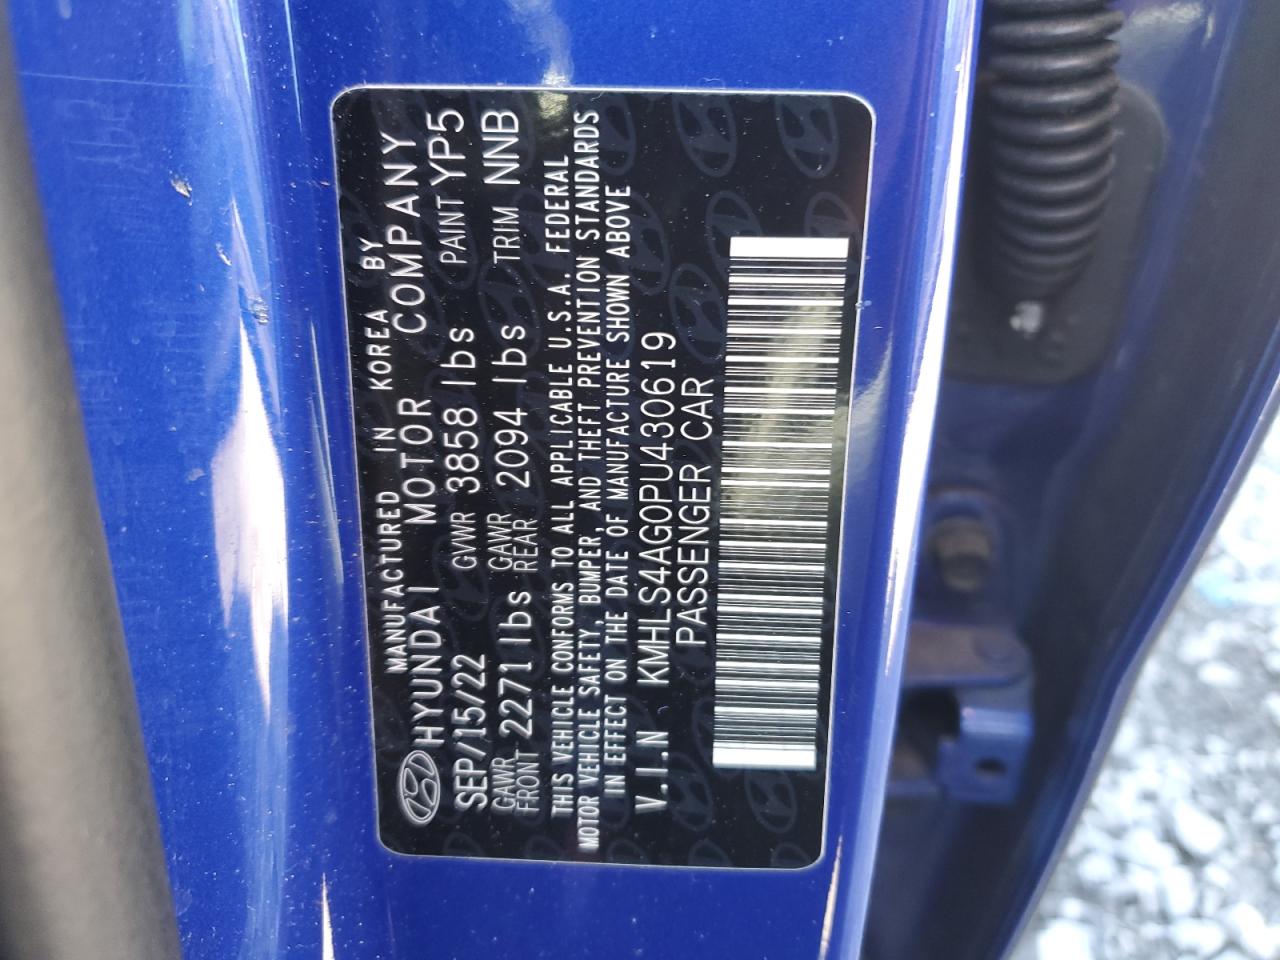 MANUFACTURED IN KOREA BY
HYUNDAI MOTOR COMPANY
SEP/15/22 GVWR 3858 lbs PAINT YP5
GAWR FRONT 2271 lbs GAWR REAR 2094 lbs TRIM NNB
THIS VEHICLE CONFORMS TO ALL APPLICABLE U.S.A. FEDERAL
MOTOR VEHICLE SAFETY, BUMPER, AND THEFT PREVENTION STANDARDS
IN EFFECT ON THE DATE OF MANUFACTURE SHOWN ABOVE
V.I.N KMHLS4AG0PU430619
PASSENGER CAR